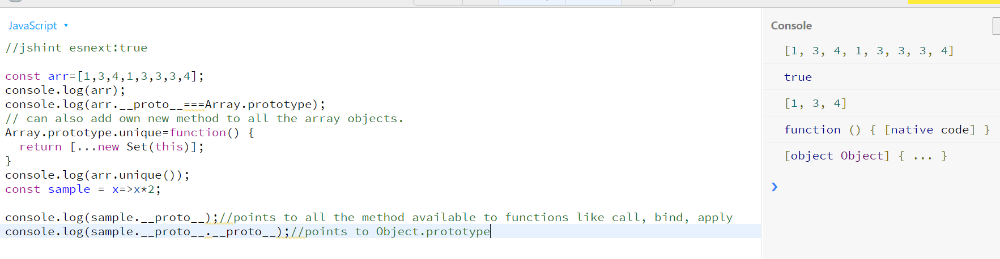 JavaScript ▾
//jshint esnext:true
const arr=[1,3,4,1,3,3,3,4];
console.log(arr);
console.log(arr.__proto__===Array.prototype);
// can also add own new method to all the array objects.
Array.prototype.unique=function() {
  return [...new Set(this)];
}
console.log(arr.unique());
const sample = x=>x*2;
console.log(sample.__proto__);//points to all the method available to functions like call, bind, apply
console.log(sample.__proto__.__proto__);//points to Object.prototype
Console
[1, 3, 4, 1, 3, 3, 3, 4]
true
[1, 3, 4]
function () { [native code] }
[object Object] { ... }
❯